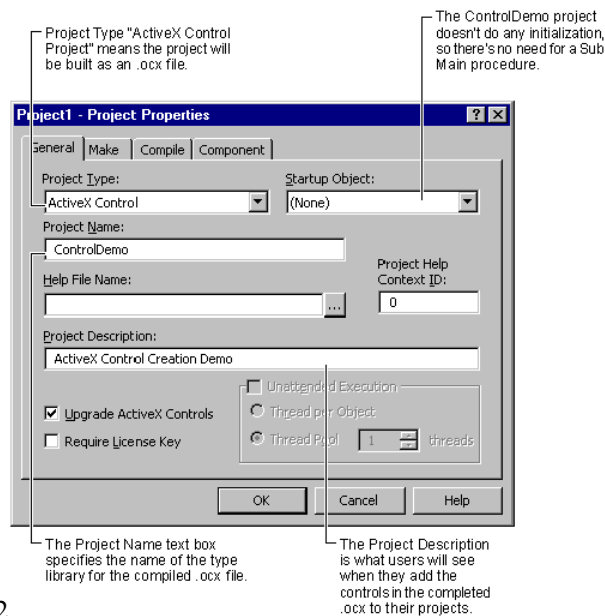 Project Type "ActiveX Control
Project" means the project will
be built as an .ocx file.
The ControlDemo project
doesn't do any initialization,
so there's no need for a Sub
Main procedure.
Project1 - Project Properties
General Make Compile Component
Project Type:
Startup Object:
ActiveX Control
(None)
Project Name:
ControlDemo
Help File Name:
Project Help
Context ID:
...
0
Project Description:
ActiveX Control Creation Demo
Unattended Execution
Upgrade ActiveX Controls
Thread per Object
Require License Key
Thread Pool 1 threads
OK Cancel Help
The Project Name text box
specifies the name of the type
library for the compiled .ocx file.
The Project Description
is what users will see
when they add the
controls in the completed
.ocx to their projects.